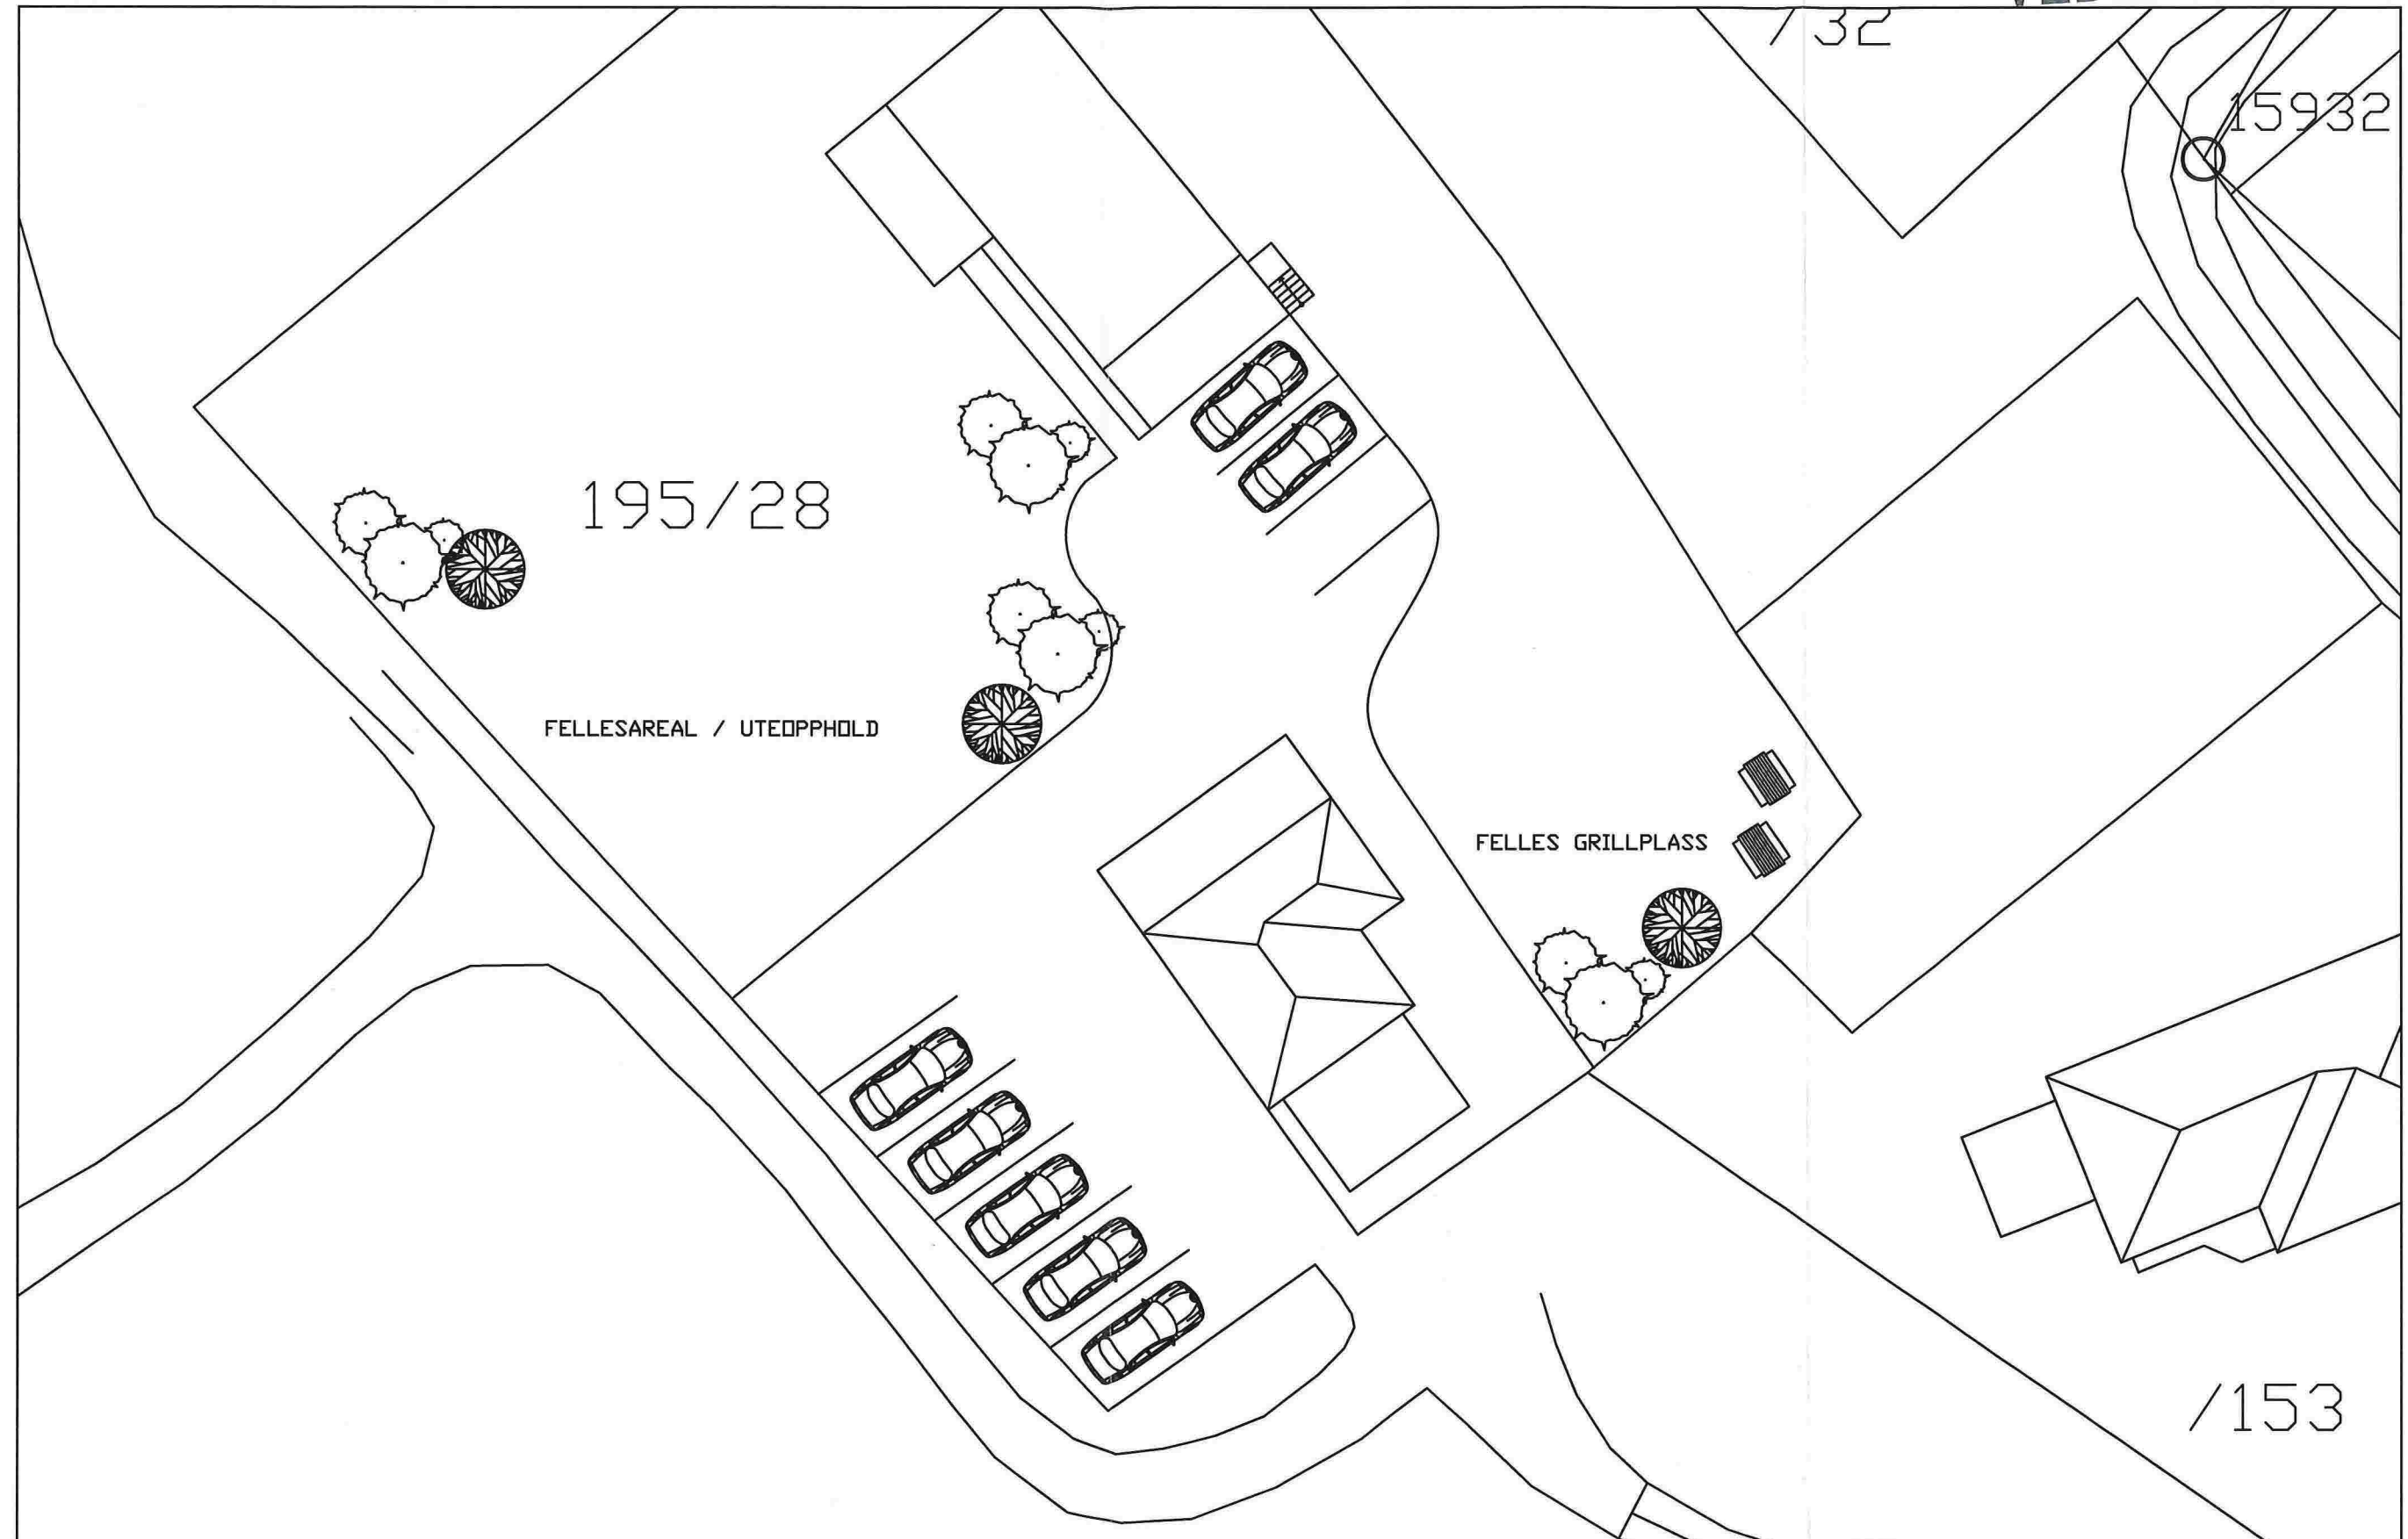 /32
15932
195/28
FELLESAREAL / UTEOPPHOLD
FELLES GRILLPLASS
/153